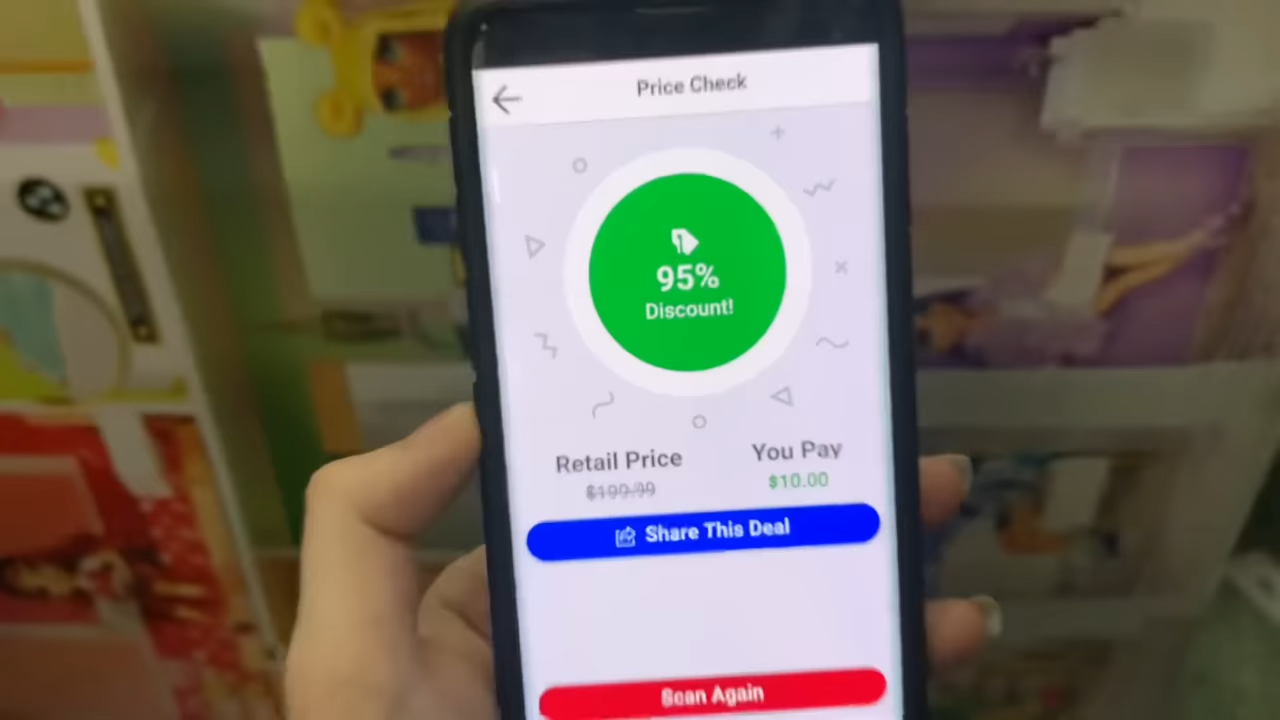 Price Check
95%
Discount!
Retail Price
You Pay
$199.99
$10.00
Share This Deal
Scan Again